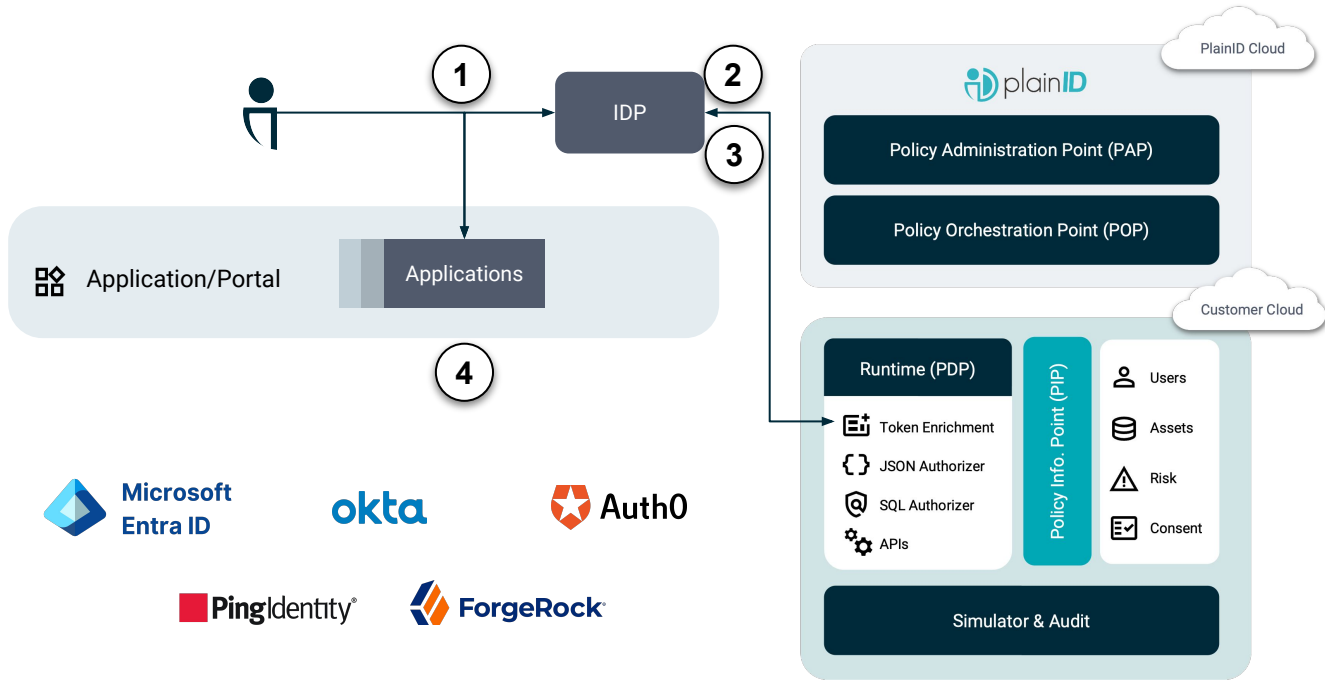 PlainID Cloud
plainID
1
2
IDP
3
Policy Administration Point (PAP)
Policy Orchestration Point (POP)
Application/Portal
Applications
4
Customer Cloud
Runtime (PDP)
Token Enrichment
JSON Authorizer
SQL Authorizer
APIs
Policy Info. Point (PIP)
Users
Assets
Risk
Consent
Simulator & Audit
Microsoft
Entra ID
okta
Auth0
PingIdentity®
ForgeRock®